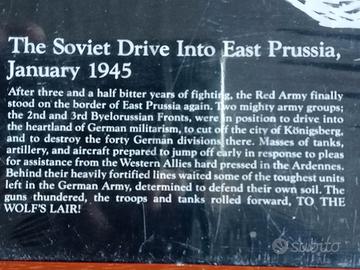 The Soviet Drive Into East Prussia,
January 1945
After three and a half bitter years of fighting, the Red Army finally
stood on the border of East Prussia again. Two mighty army groups;
the 2nd and 3rd Byelorussian Fronts, were in position to drive into
the heartland of German militarism, to cut off the city of Königsberg,
and to destroy the forty German divisions there. Masses of tanks,
artillery, and aircraft prepared to jump off early in response to pleas
for assistance from the Western Allies hard pressed in the Ardennes.
Behind their heavily fortified lines waited some of the toughest units
left in the German Army, determined to defend their own soil. The
guns thundered, the troops and tanks rolled forward, TO THE
WOLF'S LAIR!
subito